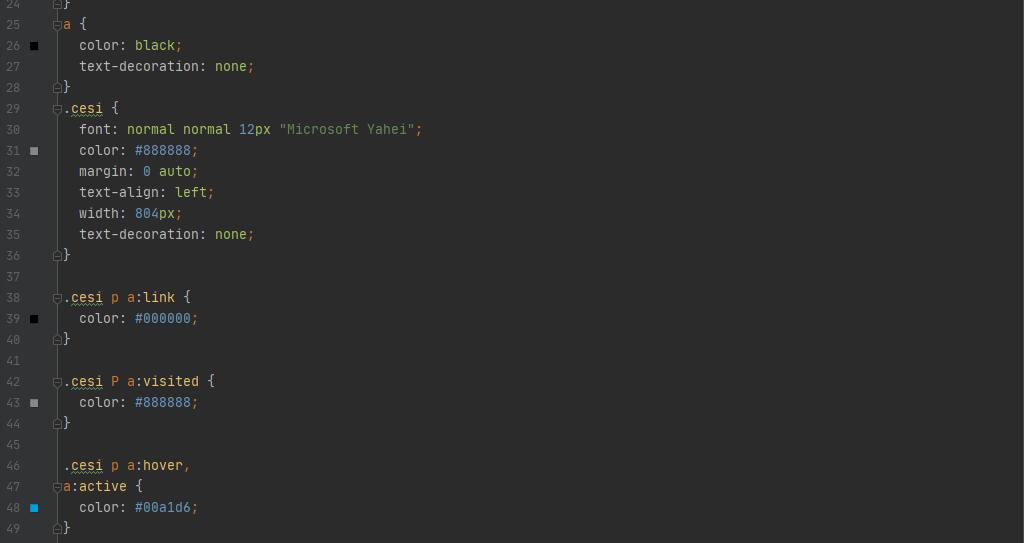 24 }
25 a {
26 color: black;
27 text-decoration: none;
28 }
29 .cesi {
30 font: normal normal 12px "Microsoft Yahei";
31 color: #888888;
32 margin: 0 auto;
33 text-align: left;
34 width: 804px;
35 text-decoration: none;
36 }
37
38 .cesi p a:link {
39 color: #000000;
40 }
41
42 .cesi P a:visited {
43 color: #888888;
44 }
45
46 .cesi p a:hover,
47 a:active {
48 color: #00a1d6;
49 }